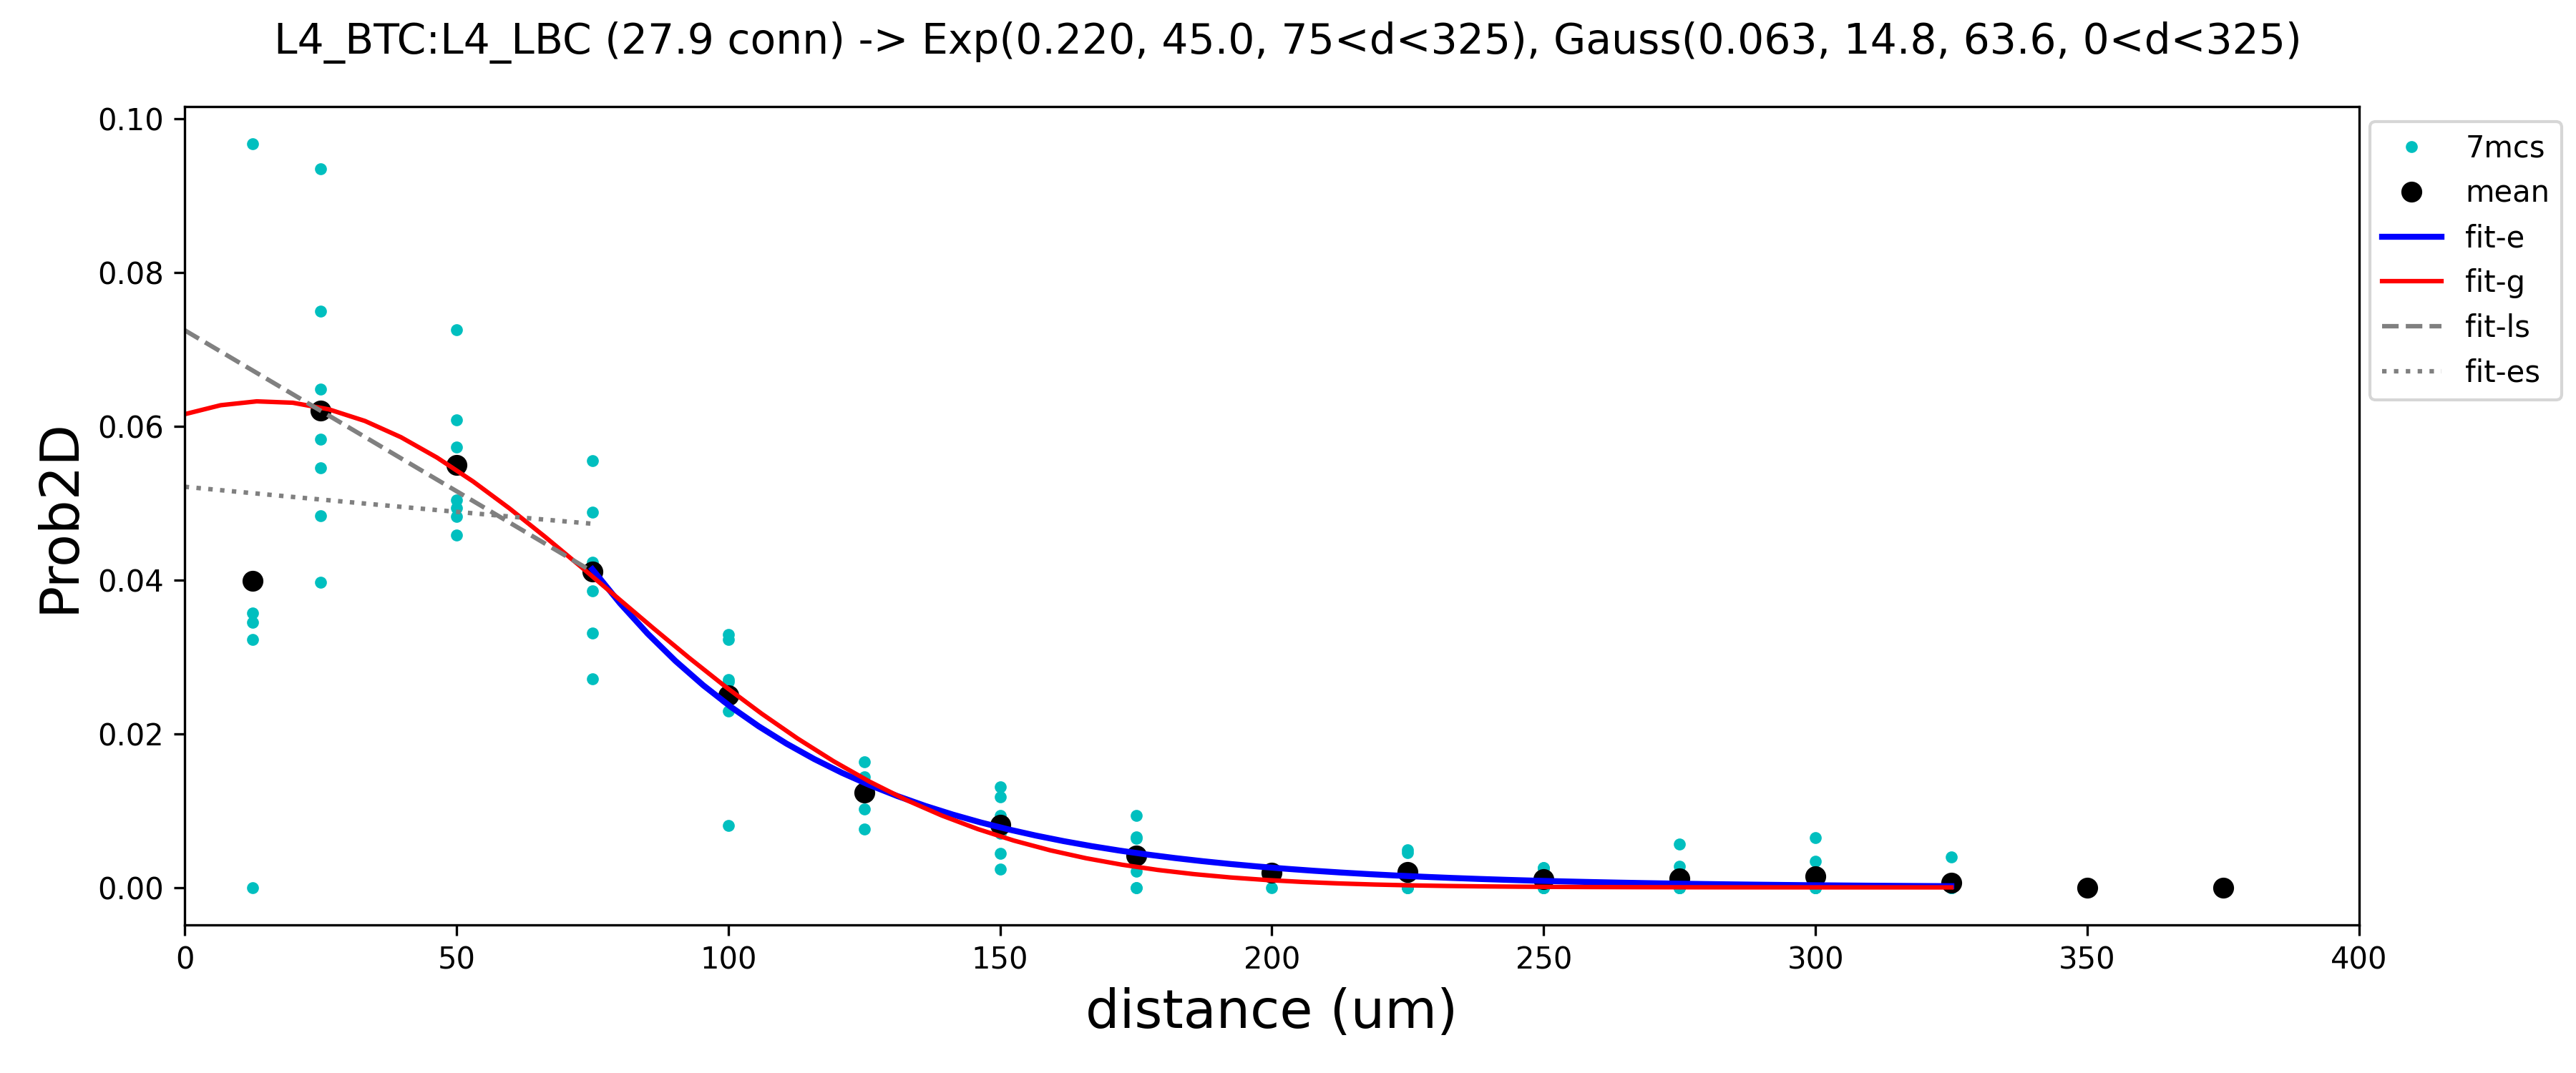 L4_BTC:L4_LBC (27.9 conn) -> Exp(0.220, 45.0, 75<d<325), Gauss(0.063, 14.8, 63.6, 0<d<325)
0.10
0.08
0.06
0.04
0.02
0.00
Prob2D
0 50 100 150 200 250 300 350 400
distance (um)
7mcs
mean
fit-e
fit-g
fit-ls
fit-es